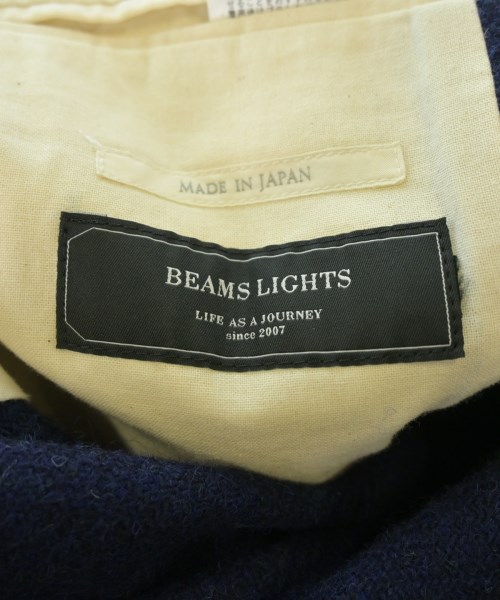 MADE IN JAPAN
BEAMS LIGHTS
LIFE AS A JOURNEY
since 2007